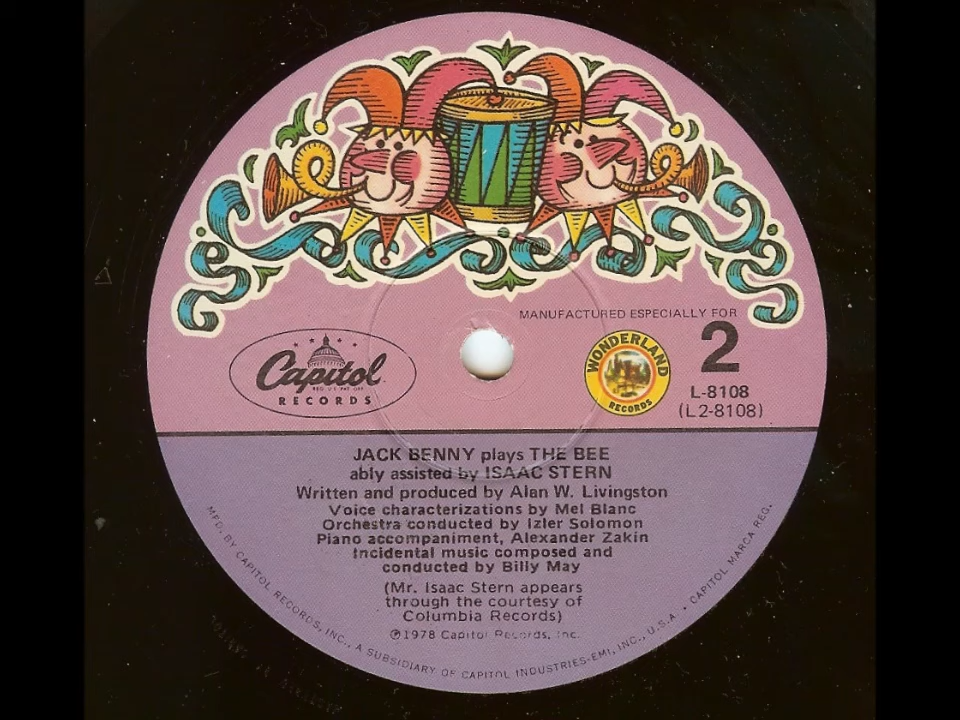 MANUFACTURED ESPECIALLY FOR
2
Capitol
REG. U.S. PAT. OFF.
RECORDS
WONDERLAND
RECORDS
L-8108
(L2-8108)
JACK BENNY plays THE BEE
ably assisted by ISAAC STERN
Written and produced by Alan W. Livingston
Voice characterizations by Mel Blanc
Orchestra conducted by Izler Solomon
Piano accompaniment, Alexander Zakin
Incidental music composed and
conducted by Billy May
(Mr. Isaac Stern appears
through the courtesy of
Columbia Records)
℗1978 Capitol Records, Inc.
MFD. BY CAPITOL RECORDS, INC., A SUBSIDIARY OF CAPITOL INDUSTRIES-EMI, INC., U.S.A. • CAPITOL MARCA REG.